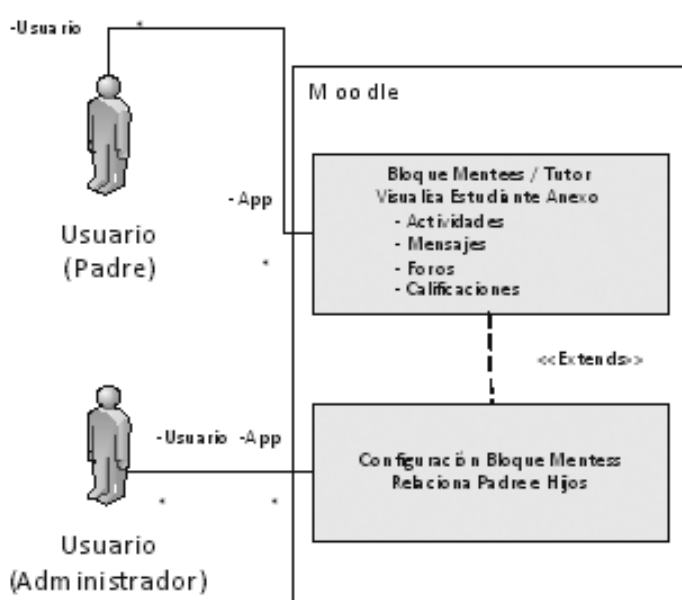 -Usuario *
Moodle
Bloque Mentees / Tutor
Visualiza Estudiante Anexo
- Actividades
- Mensajes
- Foros
- Calificaciones
-App
*
Usuario
(Padre)
<<Extends>>
-Usuario -App
* *
Configuración Bloque Mentess
Relaciona Padre e Hijos
Usuario
(Administrador)